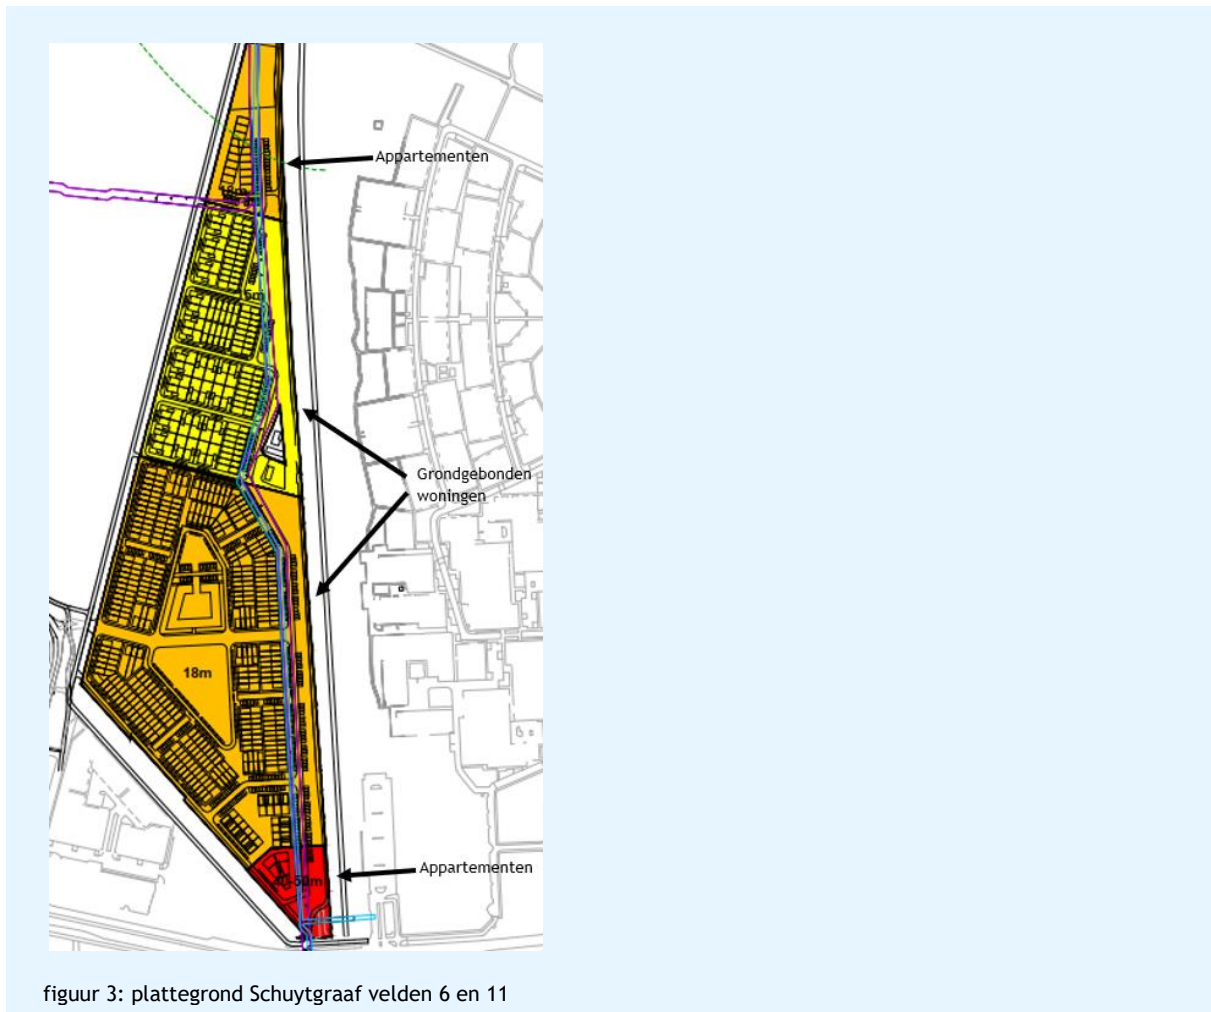 Appartementen
Grondgebonden
woningen
18m
Appartementen
figuur 3: plattegrond Schuytgraaf velden 6 en 11